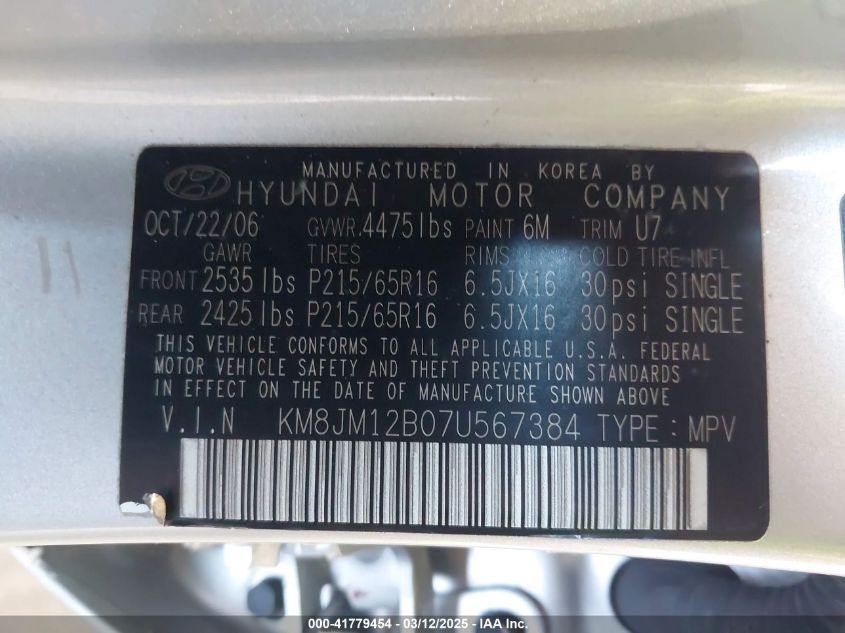 MANUFACTURED IN KOREA BY
HYUNDAI MOTOR COMPANY
OCT/22/06 GVWR.4475lbs PAINT 6M TRIM U7
GAWR TIRES RIMS COLD TIRE INFL
FRONT 2535lbs P215/65R16 6.5JX16 30psi SINGLE
REAR 2425lbs P215/65R16 6.5JX16 30psi SINGLE
THIS VEHICLE CONFORMS TO ALL APPLICABLE U.S.A. FEDERAL
MOTOR VEHICLE SAFETY AND THEFT PREVENTION STANDARDS
IN EFFECT ON THE DATE OF MANUFACTURE SHOWN ABOVE
V.I.N KM8JM12B07U567384 TYPE : MPV
000-41779454 - 03/12/2025 - IAA Inc.